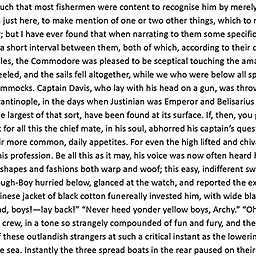 uch that most fishermen were content to recognise him by merely
just here, to make mention of one or two other things, which to
; but I have ever found that when narrating to them some specific
a short interval between them, both of which, according to their
les, the Commodore was pleased to be sceptical touching the ama
eeled, and the sails fell altogether, while we who were below all sp
mmocks. Captain Davis, who lay with his head on a gun, was throv
tantinople, in the days when Justinian was Emperor and Belisarius
e largest of that sort, have been found at its surface. If, then, you
for all this the chief mate, in his soul, abhorred his captain's ques
ir more common, daily appetites. For even the high lifted and chiva
his profession. Be all this as it may, his voice was now often heard
shapes and fashions both warp and woof; this easy, indifferent sw
ugh-Boy hurried below, glanced at the watch, and reported the ex
inese jacket of black cotton funereally invested him, with wide bla
ad, boys!—lay back!” “Never heed yonder yellow boys, Archy.” “Oh
crew, in a tone so strangely compounded of fun and fury, and the
f these outlandish strangers at such a critical instant as the lowerin
e sea. Instantly the three spread boats in the rear paused on their